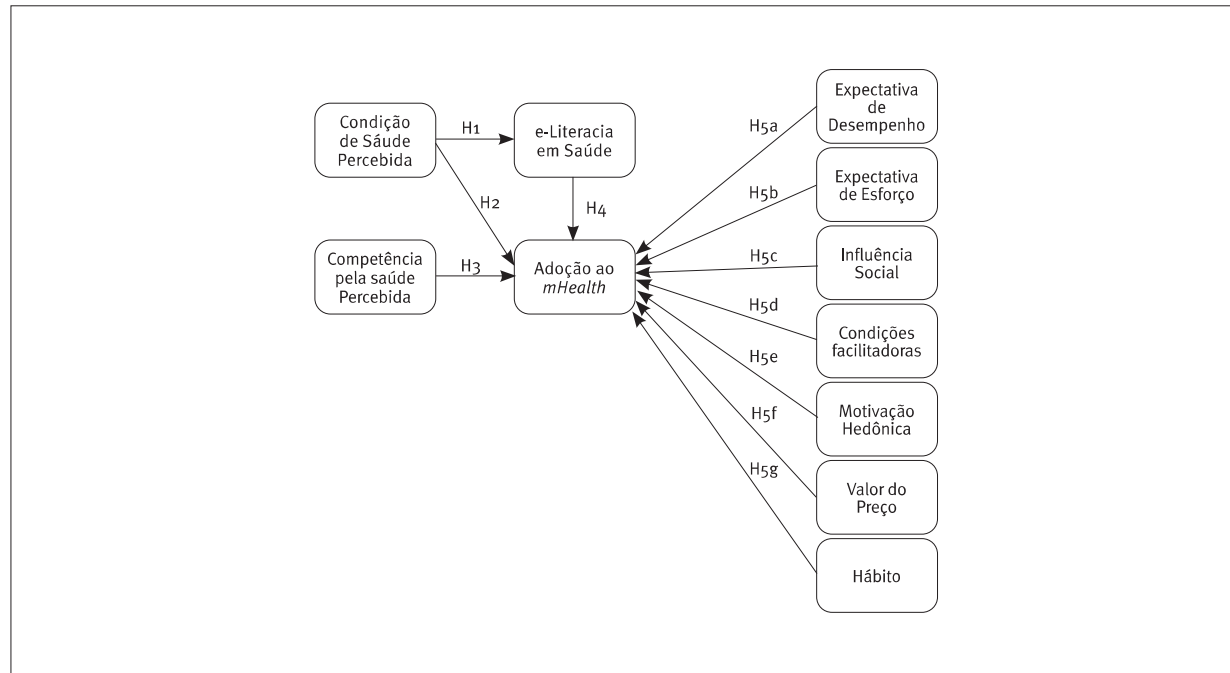 Condição
de Sáude
Percebida
H1
e-Literacia
em Saúde
H2
H4
Competência
pela saúde
Percebida
H3
Adoção ao
mHealth
H5a
Expectativa
de
Desempenho
H5b
Expectativa
de Esforço
H5c
Influência
Social
H5d
Condições
facilitadoras
H5e
Motivação
Hedônica
H5f
Valor do
Preço
H5g
Hábito